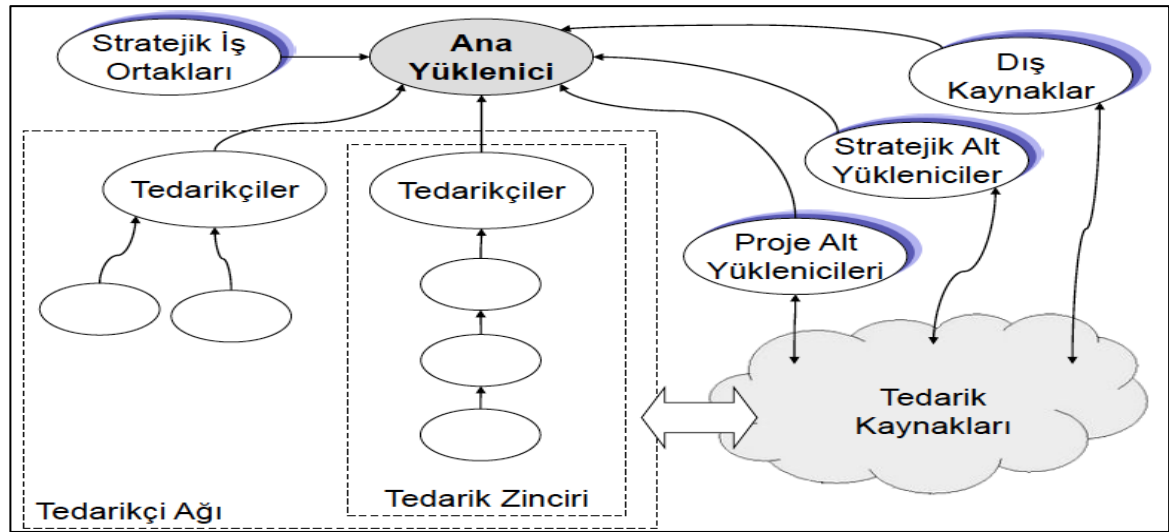 Stratejik İş
Ortakları
Ana
Yüklenici
Dış
Kaynaklar
Stratejik Alt
Yükleniciler
Tedarikçiler
Tedarikçiler
Proje Alt
Yüklenicileri
Tedarik
Kaynakları
Tedarik Zinciri
Tedarikçi Ağı